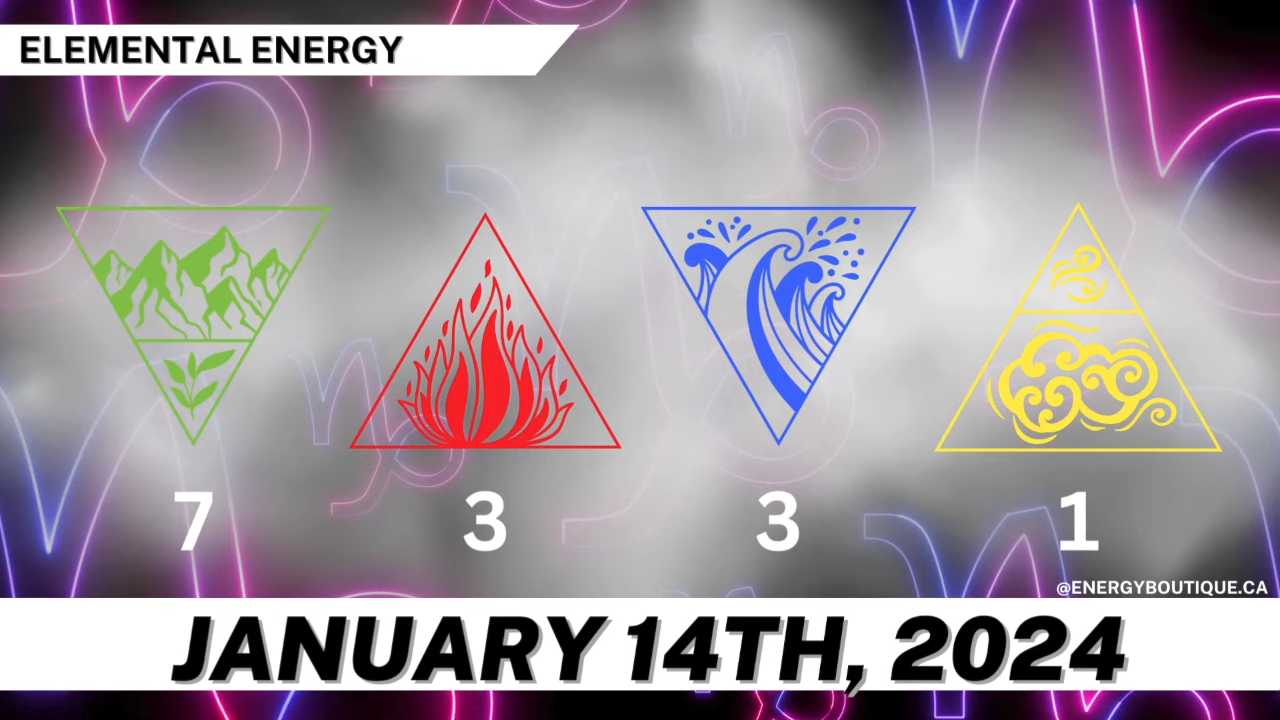 ELEMENTAL ENERGY
7 3 3 1
@ENERGYBOUTIQUE.CA
JANUARY 14TH, 2024